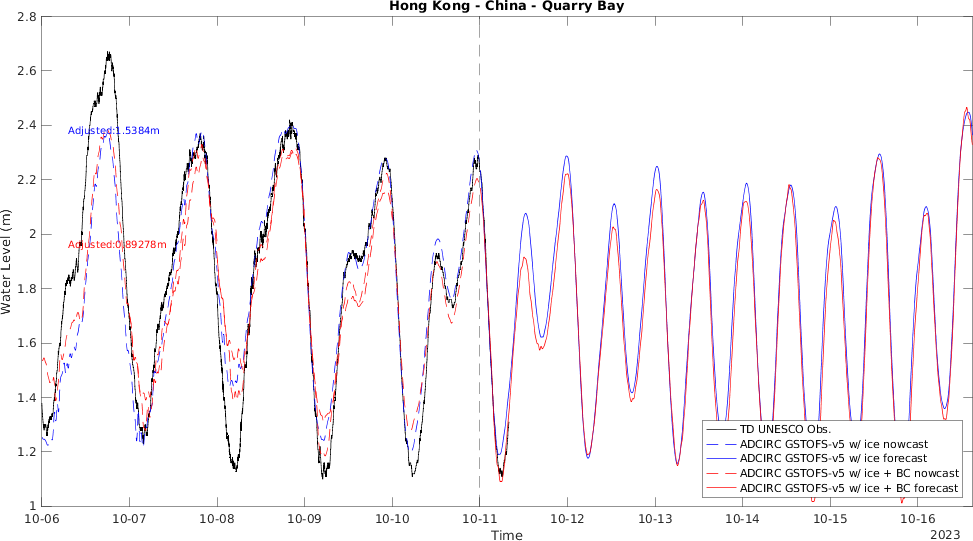 Hong Kong - China - Quarry Bay
2.8
2.6
2.4
2.2
2
1.8
1.6
1.4
1.2
1
Water Level (m)
Adjusted:1.5384m
Adjusted:0.89278m
TD UNESCO Obs.
ADCIRC GSTOFS-v5 w/ ice nowcast
ADCIRC GSTOFS-v5 w/ ice forecast
ADCIRC GSTOFS-v5 w/ ice + BC nowcast
ADCIRC GSTOFS-v5 w/ ice + BC forecast
10-06 10-07 10-08 10-09 10-10 10-11 10-12 10-13 10-14 10-15 10-16
Time
2023